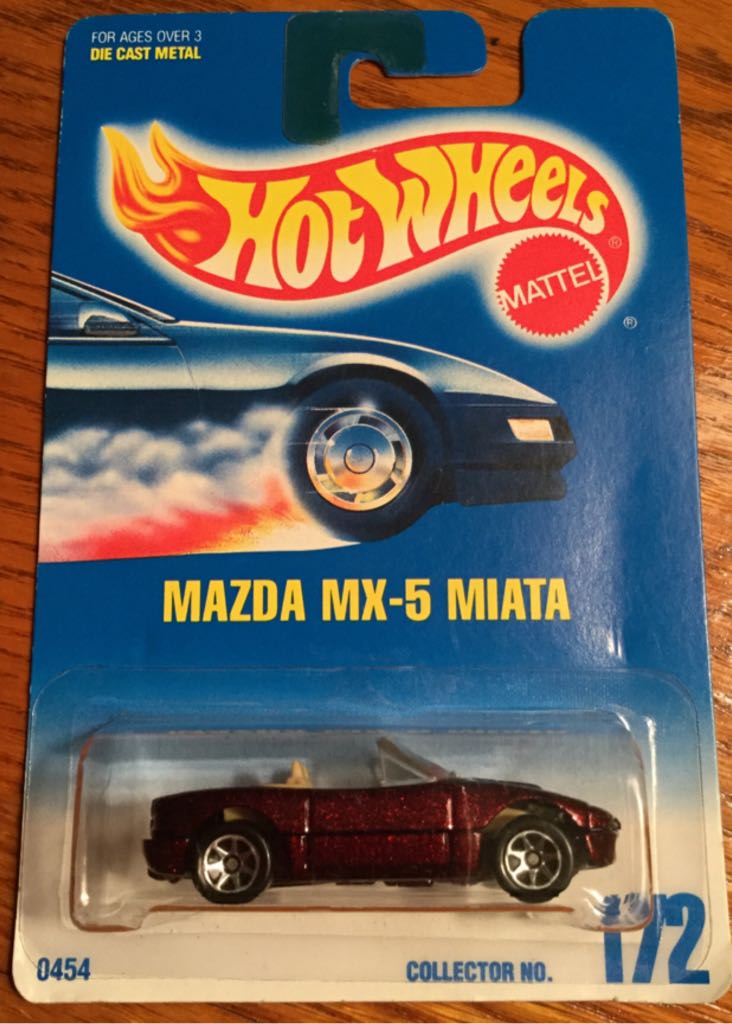 FOR AGES OVER 3
DIE CAST METAL
HOT WHEELS®
MATTEL
®
MAZDA MX-5 MIATA
0454
COLLECTOR NO.
172